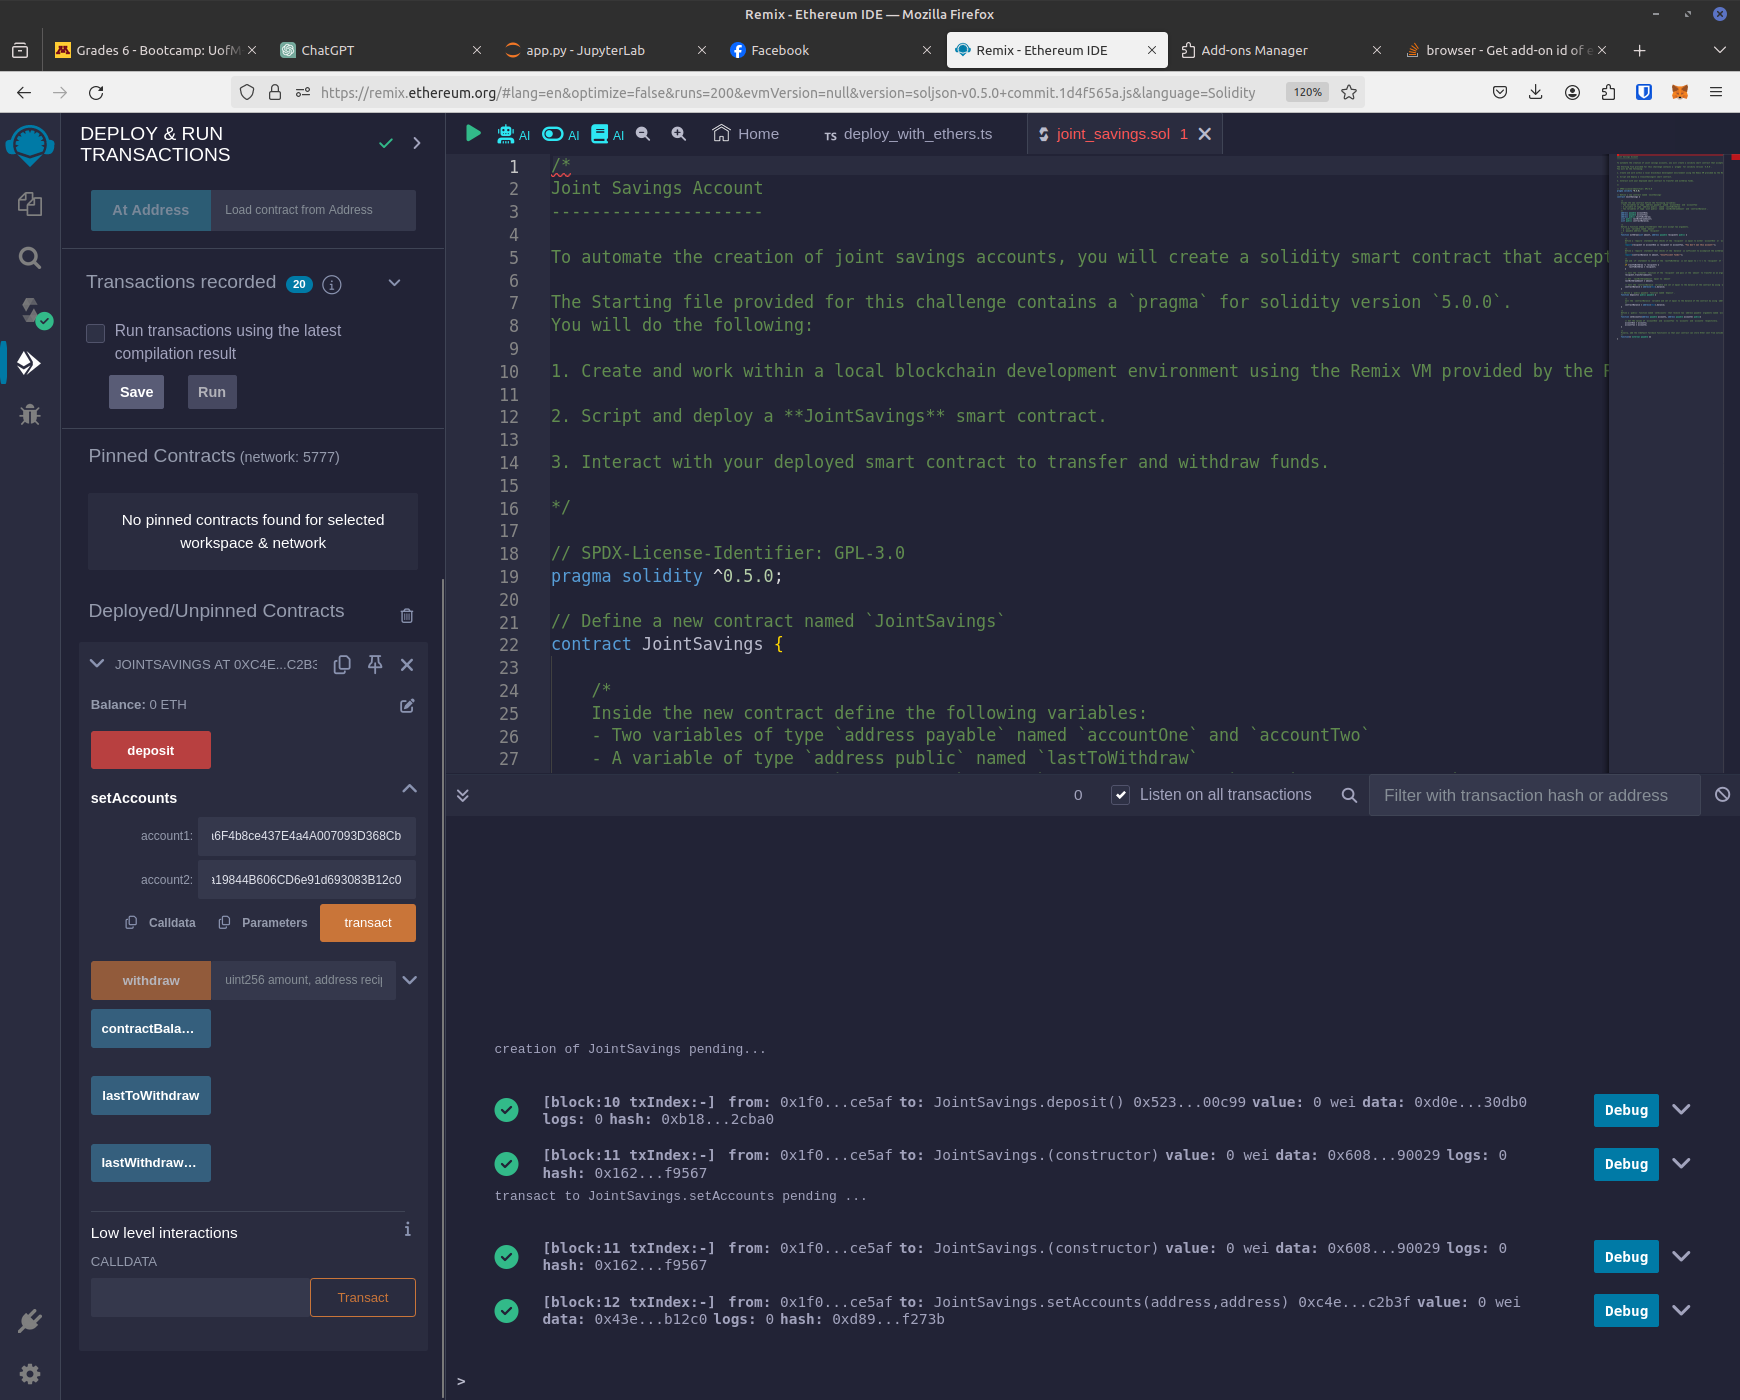 Remix - Ethereum IDE — Mozilla Firefox
Grades 6 - Bootcamp: UofM
ChatGPT
app.py - JupyterLab
Facebook
Remix - Ethereum IDE
Add-ons Manager
browser - Get add-on id of e
https://remix.ethereum.org/#lang=en&optimize=false&runs=200&evmVersion=null&version=soljson-v0.5.0+commit.1d4f565a.js&language=Solidity
120%
DEPLOY & RUN
TRANSACTIONS
At Address
Load contract from Address
Transactions recorded 20
Run transactions using the latest
compilation result
Save
Run
Pinned Contracts (network: 5777)
No pinned contracts found for selected
workspace & network
Deployed/Unpinned Contracts
JOINTSAVINGS AT 0XC4E...C2B3
Balance: 0 ETH
deposit
setAccounts
account1: a6F4b8ce437E4a4A007093D368Cb
account2: a19844B606CD6e91d693083B12c0
Calldata
Parameters
transact
withdraw
uint256 amount, address recip
contractBala...
lastToWithdraw
lastWithdraw...
Low level interactions
CALLDATA
Transact
AI
AI
AI
Home
TS deploy_with_ethers.ts
joint_savings.sol 1
1 /*
2 Joint Savings Account
3 ---------------------
4
5 To automate the creation of joint savings accounts, you will create a solidity smart contract that accept
6
7 The Starting file provided for this challenge contains a `pragma` for solidity version `5.0.0`.
8 You will do the following:
9
10 1. Create and work within a local blockchain development environment using the Remix VM provided by the R
11
12 2. Script and deploy a **JointSavings** smart contract.
13
14 3. Interact with your deployed smart contract to transfer and withdraw funds.
15
16 */
17
18 // SPDX-License-Identifier: GPL-3.0
19 pragma solidity ^0.5.0;
20
21 // Define a new contract named `JointSavings`
22 contract JointSavings {
23
24 /*
25 Inside the new contract define the following variables:
26 - Two variables of type `address payable` named `accountOne` and `accountTwo`
27 - A variable of type `address public` named `lastToWithdraw`
0
Listen on all transactions
Filter with transaction hash or address
creation of JointSavings pending...
[block:10 txIndex:-] from: 0x1f0...ce5af to: JointSavings.deposit() 0x523...00c99 value: 0 wei data: 0xd0e...30db0
logs: 0 hash: 0xb18...2cba0
Debug
[block:11 txIndex:-] from: 0x1f0...ce5af to: JointSavings.(constructor) value: 0 wei data: 0x608...90029 logs: 0
hash: 0x162...f9567
Debug
transact to JointSavings.setAccounts pending ...
[block:11 txIndex:-] from: 0x1f0...ce5af to: JointSavings.(constructor) value: 0 wei data: 0x608...90029 logs: 0
hash: 0x162...f9567
Debug
[block:12 txIndex:-] from: 0x1f0...ce5af to: JointSavings.setAccounts(address,address) 0xc4e...c2b3f value: 0 wei
data: 0x43e...b12c0 logs: 0 hash: 0xd89...f273b
Debug
>